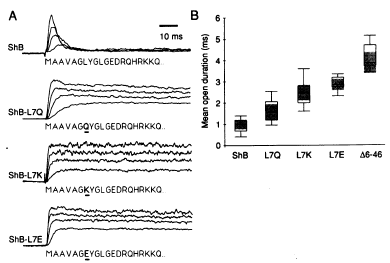 A
10 ms
ShB
MAAVAGLYGLGEDRQHRKKQ..
ShB-L7Q
MAAVAGQYGLGEDRQHRKKQ..
ShB-L7K
MAAVAGKYGLGEDRQHRKKQ..
ShB-L7E
MAAVAGEYGLGEDRQHRKKQ..
B
Mean open duration (ms)
6
5
4
3
2
1
0
ShB L7Q L7K L7E Δ6-46